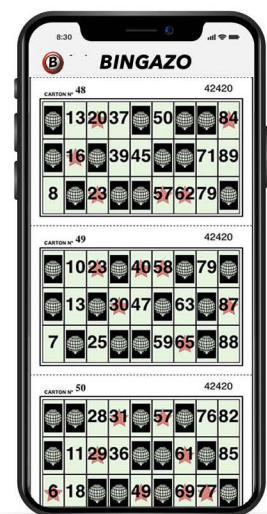 8:30
B BINGAZO
CARTON Nº 48 42420
13 20 37 50 84
16 39 45 71 89
8 23 57 62 79
CARTON Nº 49 42420
10 23 40 58 79
13 30 47 63 87
7 25 59 65 88
CARTON Nº 50 42420
28 31 57 76 82
11 29 36 61 85
6 18 49 69 77